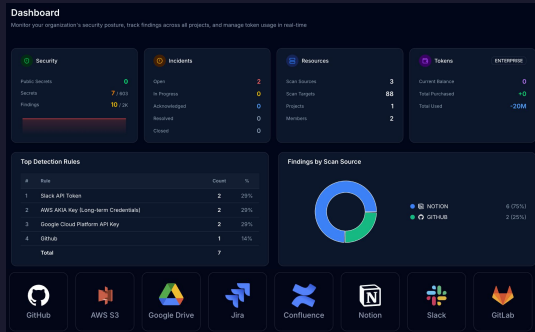 Dashboard
Monitor your organization's security posture, track findings across all projects, and manage token usage in real-time
Security
Public Secrets 0
Secrets 7 / 603
Findings 10 / 2K
Incidents
Open 2
In Progress 0
Acknowledged 0
Resolved 0
Closed 0
Resources
Scan Sources 3
Scan Targets 88
Projects 1
Members 2
Tokens ENTERPRISE
Current Balance 0
Total Purchased +0
Total Used -20M
Top Detection Rules
# Rule Count %
1 Slack API Token 2 29%
2 AWS AKIA Key (Long-term Credentials) 2 29%
3 Google Cloud Platform API Key 2 29%
4 Github 1 14%
Total 7
Findings by Scan Source
NOTION 6 (75%)
GITHUB 2 (25%)
GitHub
AWS S3
Google Drive
Jira
Confluence
Notion
Slack
GitLab